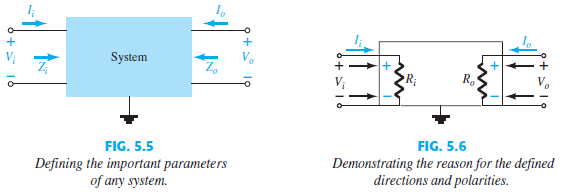 Ii
Io
+
+
Vi
Zi
System
Zo
Vo
–
–
FIG. 5.5
Defining the important parameters
of any system.
Ii
Io
+
+
+
+
Vi
Ri
Ro
Vo
–
–
–
–
FIG. 5.6
Demonstrating the reason for the defined
directions and polarities.